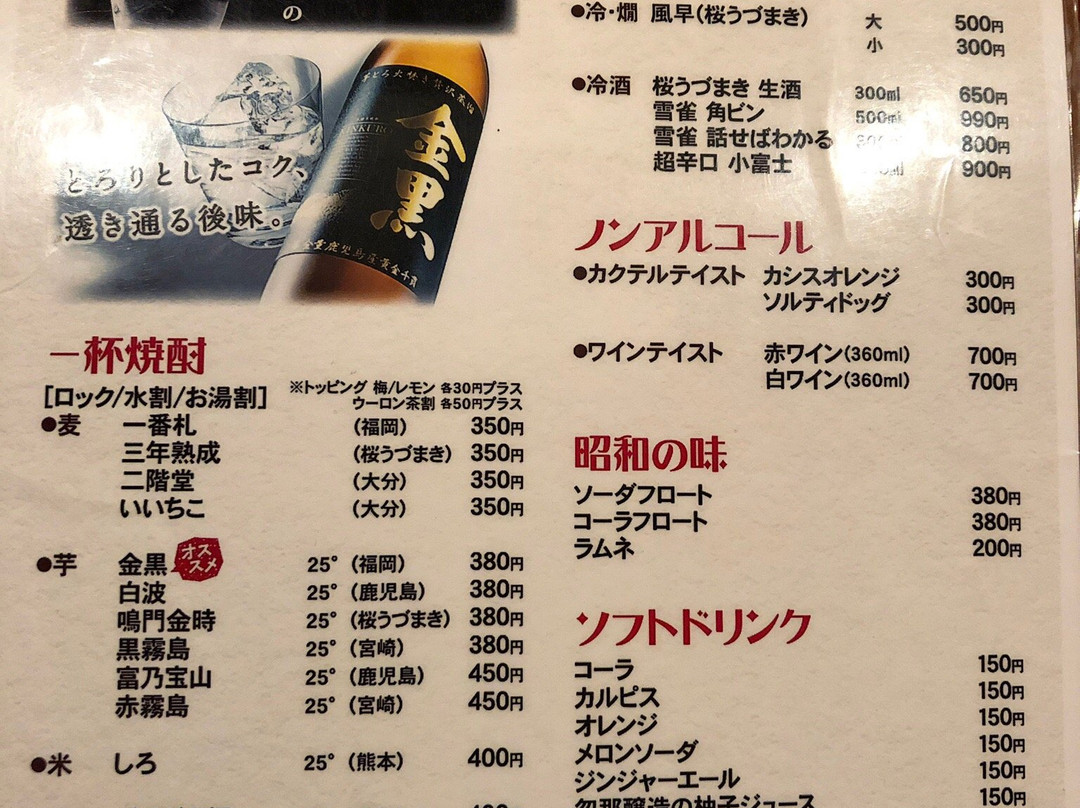 の
とろりとしたコク、
透き通る後味。
金黒
一杯焼酎
[ロック/水割/お湯割]
※トッピング 梅/レモン 各30円プラス
ウーロン茶割 各50円プラス
●麦 一番札 (福岡) 350円
三年熟成 (桜うづまき) 350円
二階堂 (大分) 350円
いいちこ (大分) 350円
●芋 金黒 オススメ 25° (福岡) 380円
白波 25° (鹿児島) 380円
鳴門金時 25° (桜うづまき) 380円
黒霧島 25° (宮崎) 380円
富乃宝山 25° (鹿児島) 450円
赤霧島 25° (宮崎) 450円
●米 しろ 25° (熊本) 400円
●冷・燗 風早(桜うづまき) 大 500円
小 300円
●冷酒 桜うづまき 生酒 300ml 650円
雪雀 角ビン 500ml 990円
雪雀 話せばわかる 800円
超辛口 小富士 900円
ノンアルコール
●カクテルテイスト カシスオレンジ 300円
ソルティドッグ 300円
●ワインテイスト 赤ワイン(360ml) 700円
白ワイン(360ml) 700円
昭和の味
ソーダフロート 380円
コーラフロート 380円
ラムネ 200円
ソフトドリンク
コーラ 150円
カルピス 150円
オレンジ 150円
メロンソーダ 150円
ジンジャーエール 150円
忽那醸造の柚子ジュース 150円